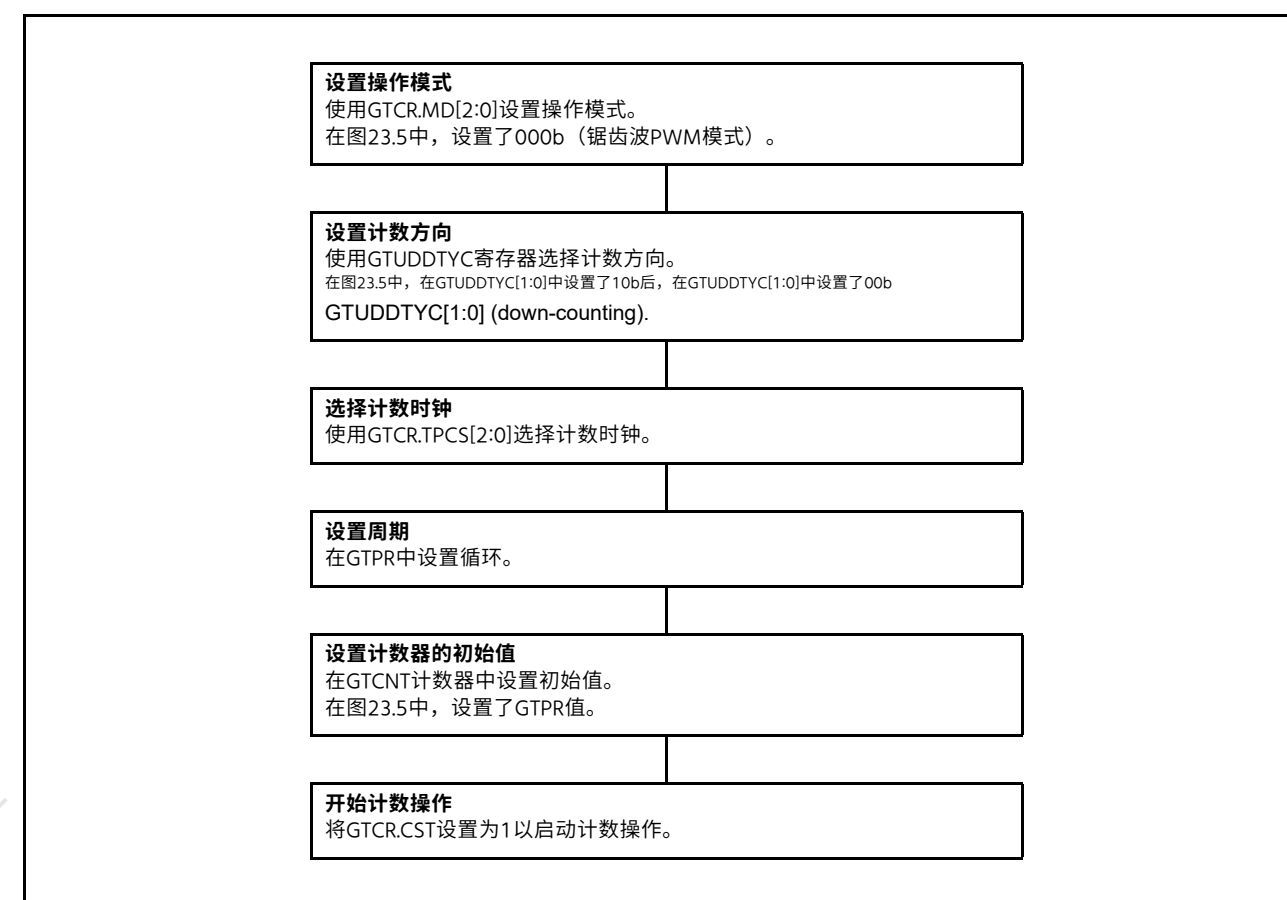 设置操作模式
使用GTCR.MD[2:0]设置操作模式。
在图23.5中，设置了000b（锯齿波PWM模式）。
设置计数方向
使用GTUDDTYC寄存器选择计数方向。
在图23.5中，在GTUDDTYC[1:0]中设置了10b后，在GTUDDTYC[1:0]中设置了00b
GTUDDTYC[1:0] (down-counting).
选择计数时钟
使用GTCR.TPCS[2:0]选择计数时钟。
设置周期
在GTPR中设置循环。
设置计数器的初始值
在GTCNT计数器中设置初始值。
在图23.5中，设置了GTPR值。
开始计数操作
将GTCR.CST设置为1以启动计数操作。